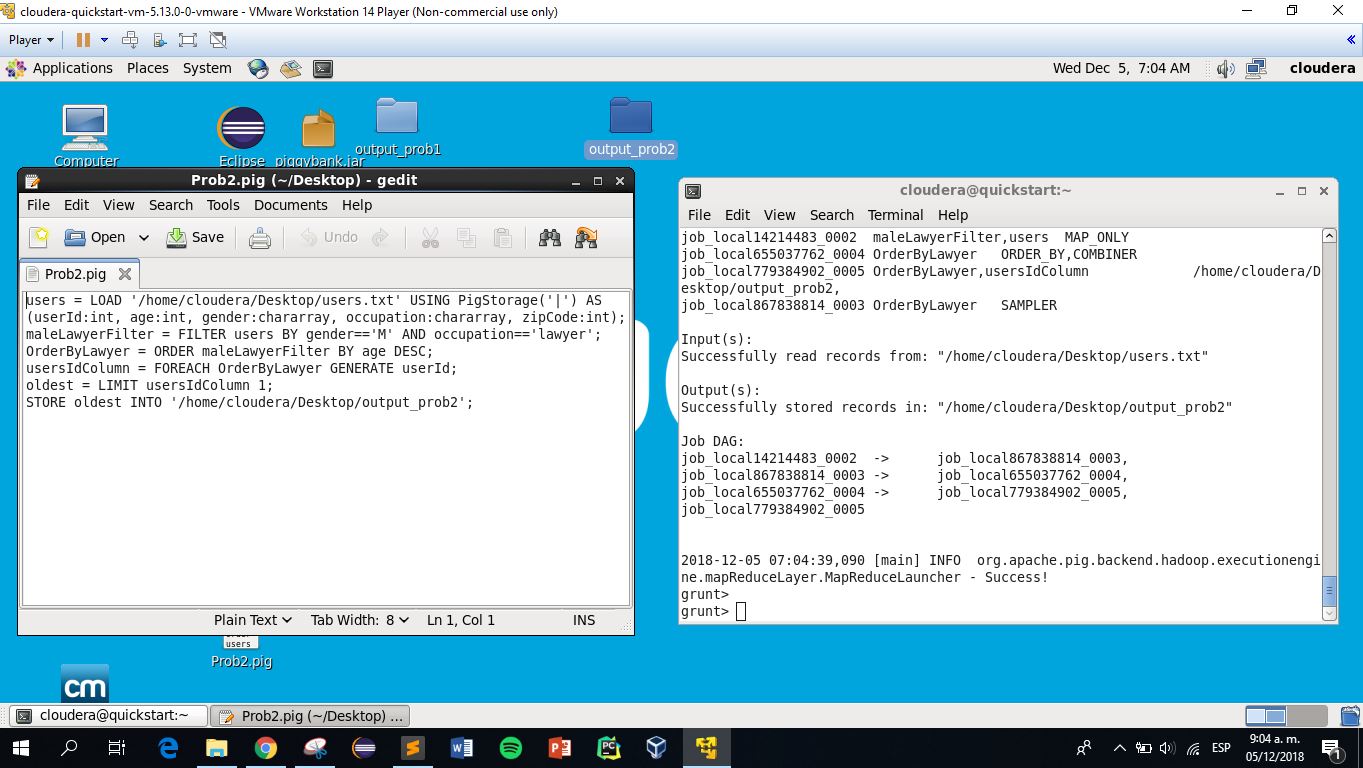 cloudera-quickstart-vm-5.13.0-0-vmware - VMware Workstation 14 Player (Non-commercial use only)
Player
Applications Places System
Wed Dec 5, 7:04 AM
cloudera
Computer
Eclipse
piggybank.jar
output_prob1
output_prob2
Prob2.pig (~/Desktop) - gedit
File Edit View Search Tools Documents Help
Open Save Undo
Prob2.pig
users = LOAD '/home/cloudera/Desktop/users.txt' USING PigStorage('|') AS
(userId:int, age:int, gender:chararray, occupation:chararray, zipCode:int);
maleLawyerFilter = FILTER users BY gender=='M' AND occupation=='lawyer';
OrderByLawyer = ORDER maleLawyerFilter BY age DESC;
usersIdColumn = FOREACH OrderByLawyer GENERATE userId;
oldest = LIMIT usersIdColumn 1;
STORE oldest INTO '/home/cloudera/Desktop/output_prob2';
Plain Text Tab Width: 8 Ln 1, Col 1 INS
cloudera@quickstart:~
File Edit View Search Terminal Help
job_local14214483_0002 maleLawyerFilter,users MAP_ONLY
job_local655037762_0004 OrderByLawyer ORDER_BY,COMBINER
job_local779384902_0005 OrderByLawyer,usersIdColumn /home/cloudera/D
esktop/output_prob2,
job_local867838814_0003 OrderByLawyer SAMPLER
Input(s):
Successfully read records from: "/home/cloudera/Desktop/users.txt"
Output(s):
Successfully stored records in: "/home/cloudera/Desktop/output_prob2"
Job DAG:
job_local14214483_0002 -> job_local867838814_0003,
job_local867838814_0003 -> job_local655037762_0004,
job_local655037762_0004 -> job_local779384902_0005,
job_local779384902_0005
2018-12-05 07:04:39,090 [main] INFO org.apache.pig.backend.hadoop.executionengi
ne.mapReduceLayer.MapReduceLauncher - Success!
grunt>
grunt>
users
Prob2.pig
cm
cloudera@quickstart:~
Prob2.pig (~/Desktop) ...
ESP
9:04 a. m.
05/12/2018
1